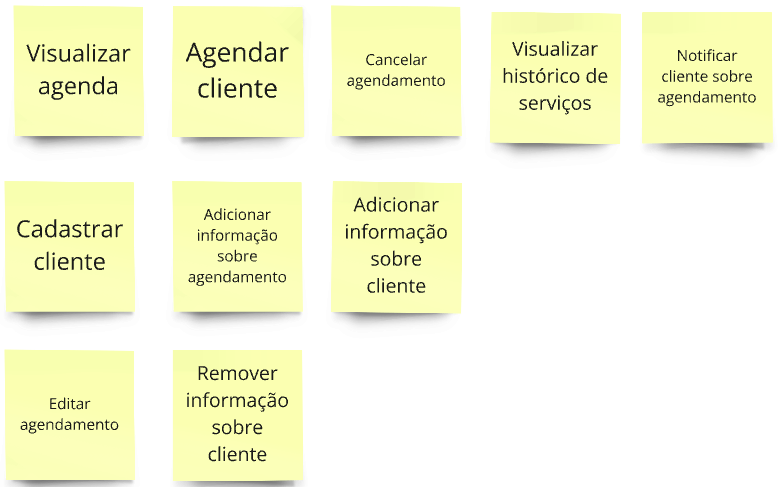 Visualizar
agenda
Agendar
cliente
Cancelar
agendamento
Visualizar
histórico de
serviços
Notificar
cliente sobre
agendamento
Cadastrar
cliente
Adicionar
informação
sobre
agendamento
Adicionar
informação
sobre
cliente
Editar
agendamento
Remover
informação
sobre
cliente